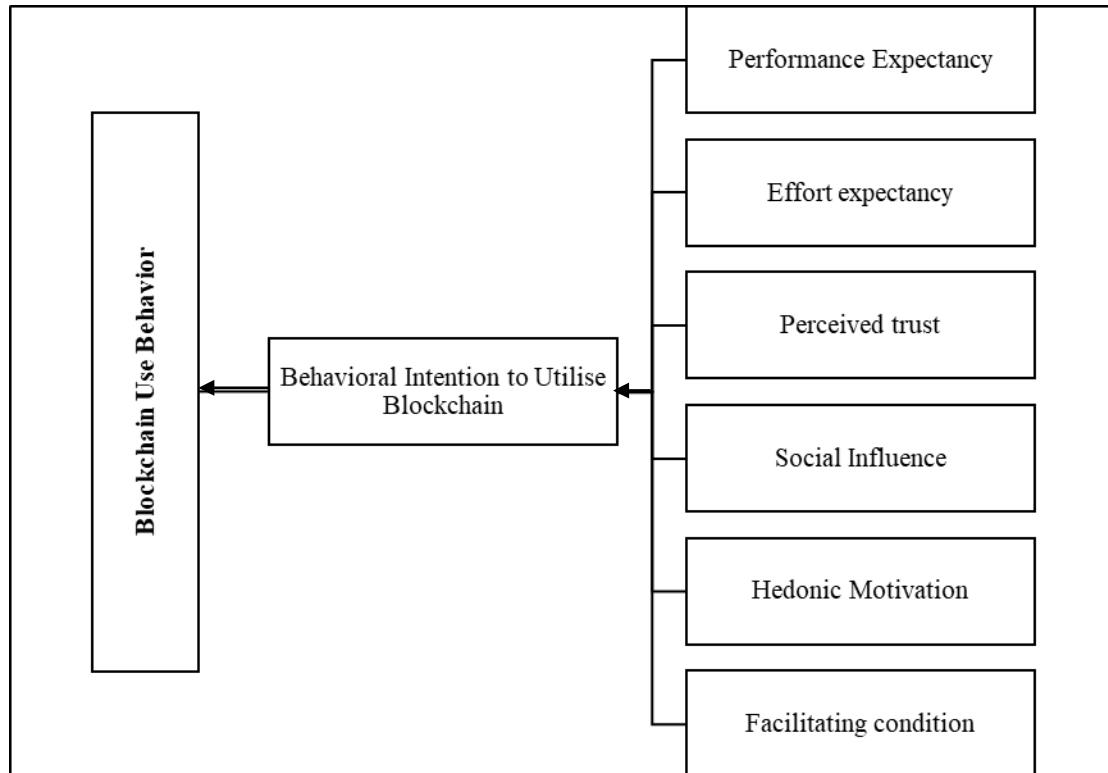 Performance Expectancy
Effort expectancy
Perceived trust
Social Influence
Hedonic Motivation
Facilitating condition
Behavioral Intention to Utilise
Blockchain
Blockchain Use Behavior